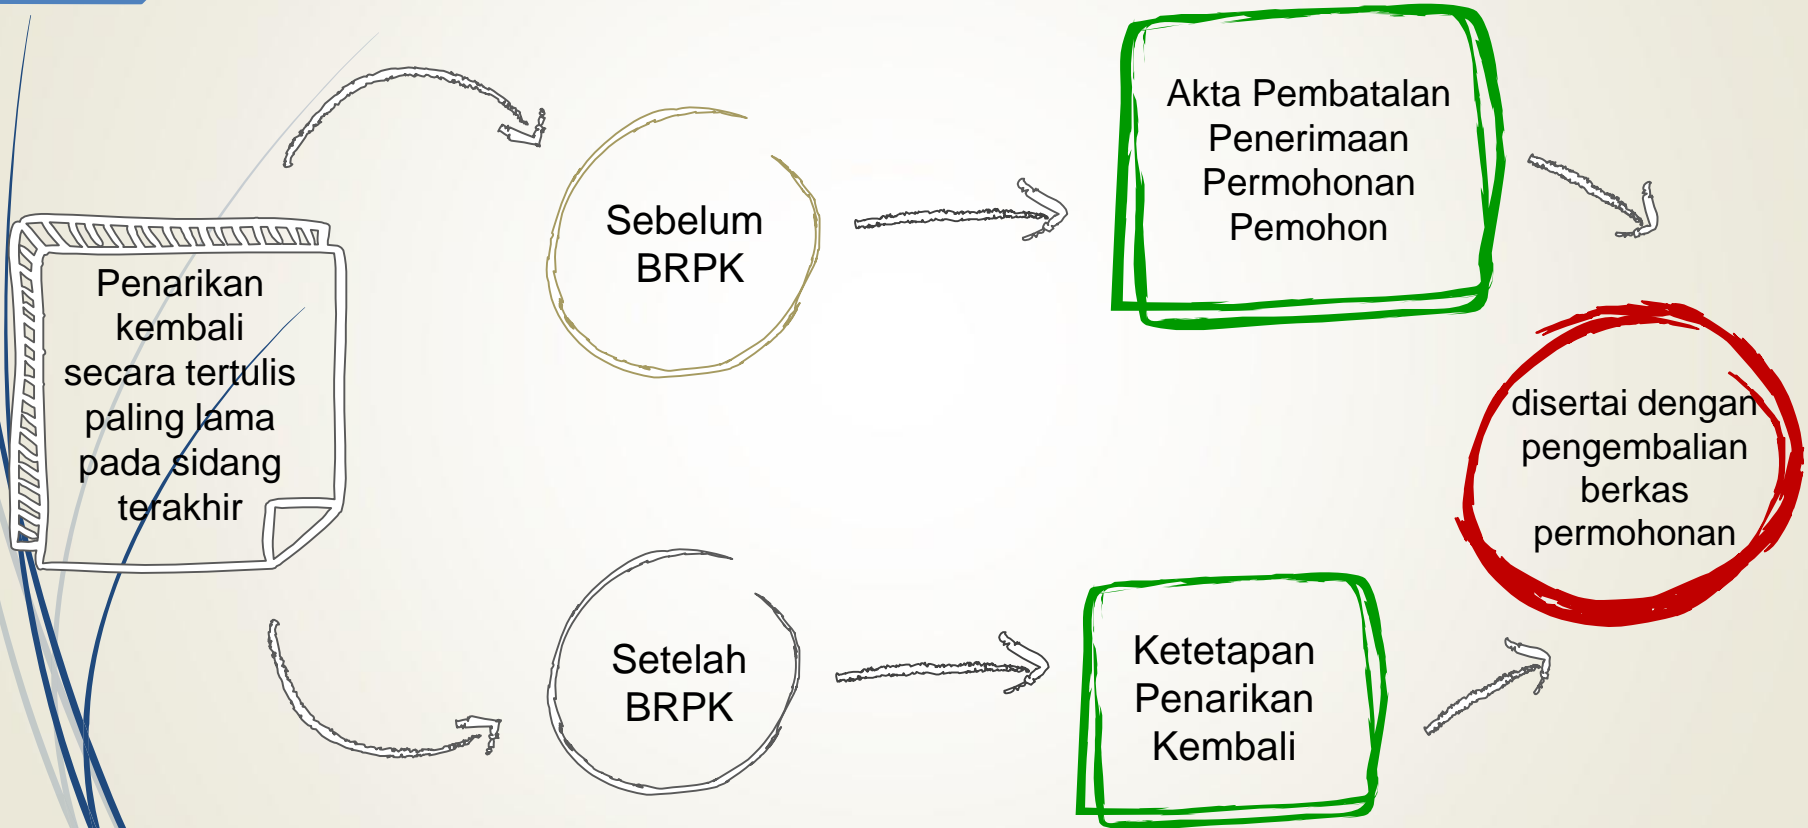 Penarikan
kembali
secara tertulis
paling lama
pada sidang
terakhir
Sebelum
BRPK
Akta Pembatalan
Penerimaan
Permohonan
Pemohon
Setelah
BRPK
Ketetapan
Penarikan
Kembali
disertai dengan
pengembalian
berkas
permohonan